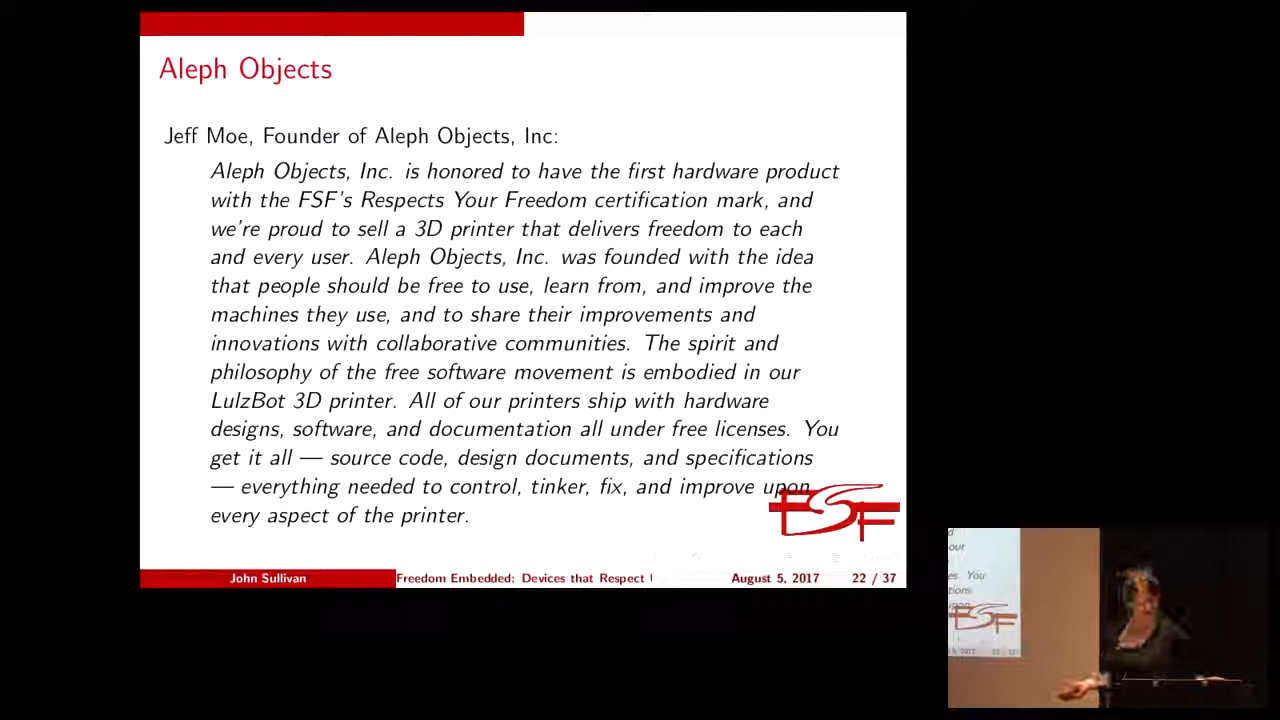 Aleph Objects
Jeff Moe, Founder of Aleph Objects, Inc:
Aleph Objects, Inc. is honored to have the first hardware product
with the FSF's Respects Your Freedom certification mark, and
we're proud to sell a 3D printer that delivers freedom to each
and every user. Aleph Objects, Inc. was founded with the idea
that people should be free to use, learn from, and improve the
machines they use, and to share their improvements and
innovations with collaborative communities. The spirit and
philosophy of the free software movement is embodied in our
LulzBot 3D printer. All of our printers ship with hardware
designs, software, and documentation all under free licenses. You
get it all — source code, design documents, and specifications
— everything needed to control, tinker, fix, and improve upon
every aspect of the printer.
FSF
John Sullivan Freedom Embedded: Devices that Respect August 5, 2017 22 / 37
our
es. You
tions
upon
FSF